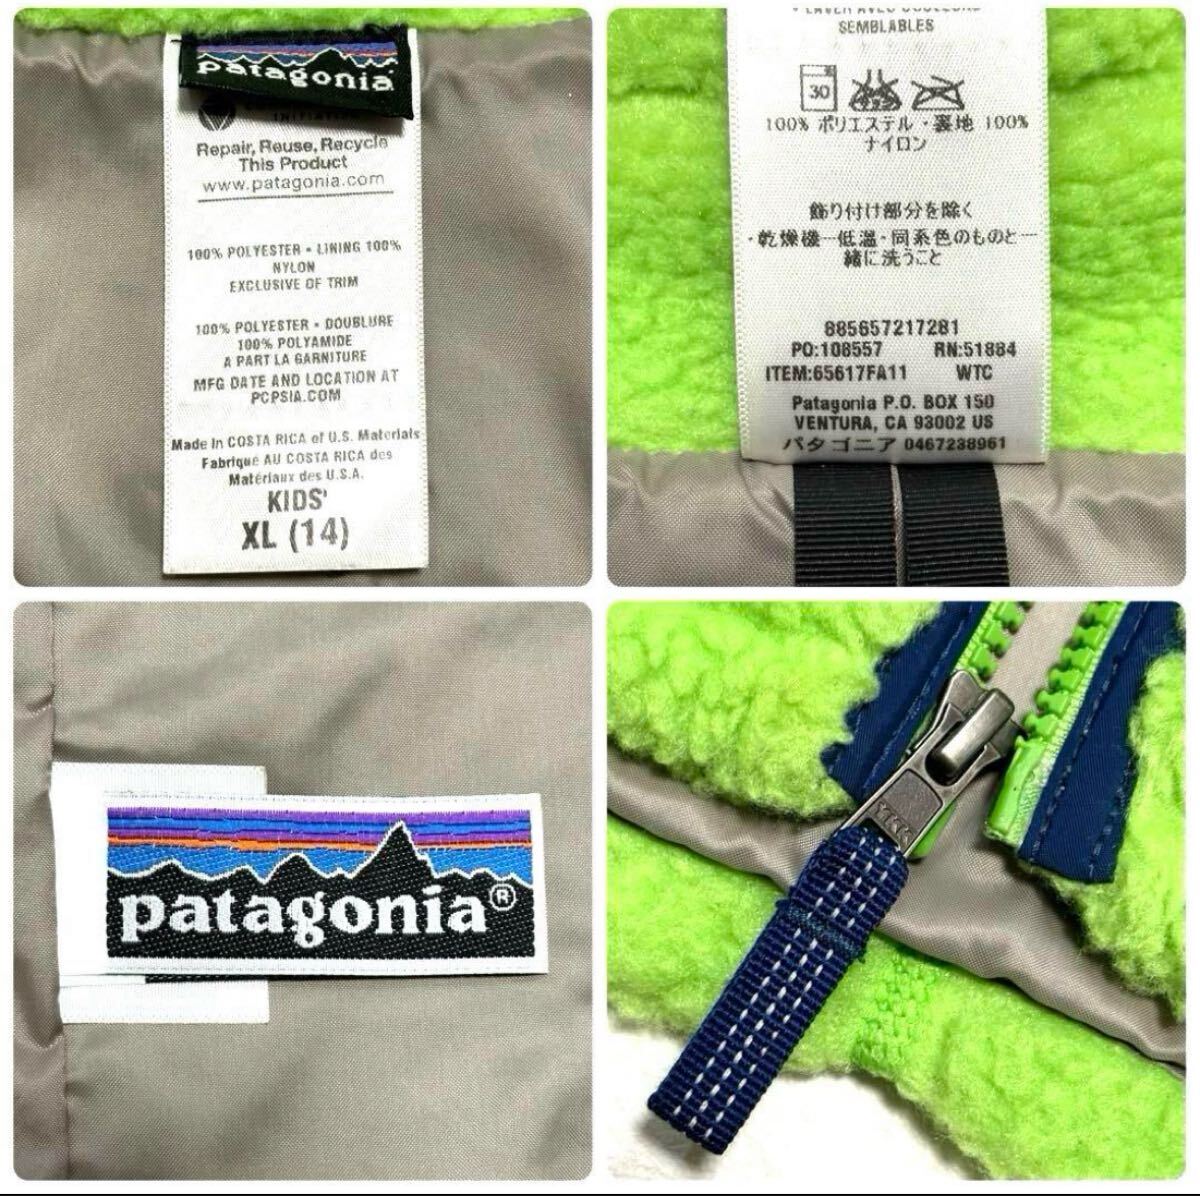 patagonia
Repair, Reuse, Recycle
This Product
www.patagonia.com
100% POLYESTER • LINING 100%
NYLON
EXCLUSIVE OF TRIM
100% POLYESTER • DOUBLURE
100% POLYAMIDE
A PART LA GARNITURE
MFG DATE AND LOCATION AT
PCPSIA.COM
Made in COSTA RICA of U.S. Materials
Fabriqué AU COSTA RICA des
Matériaux des U.S.A.
KIDS'
XL (14)
SEMBLABLES
30
100% ポリエステル・裏地 100%
ナイロン
飾り付け部分を除く
・乾燥機一低温・同系色のものと一
緒に洗うこと
885657217281
PO:108557 RN:51884
ITEM:65617FA11 WTC
Patagonia P.O. BOX 150
VENTURA, CA 93002 US
パタゴニア 0467238961
patagonia®
YKK